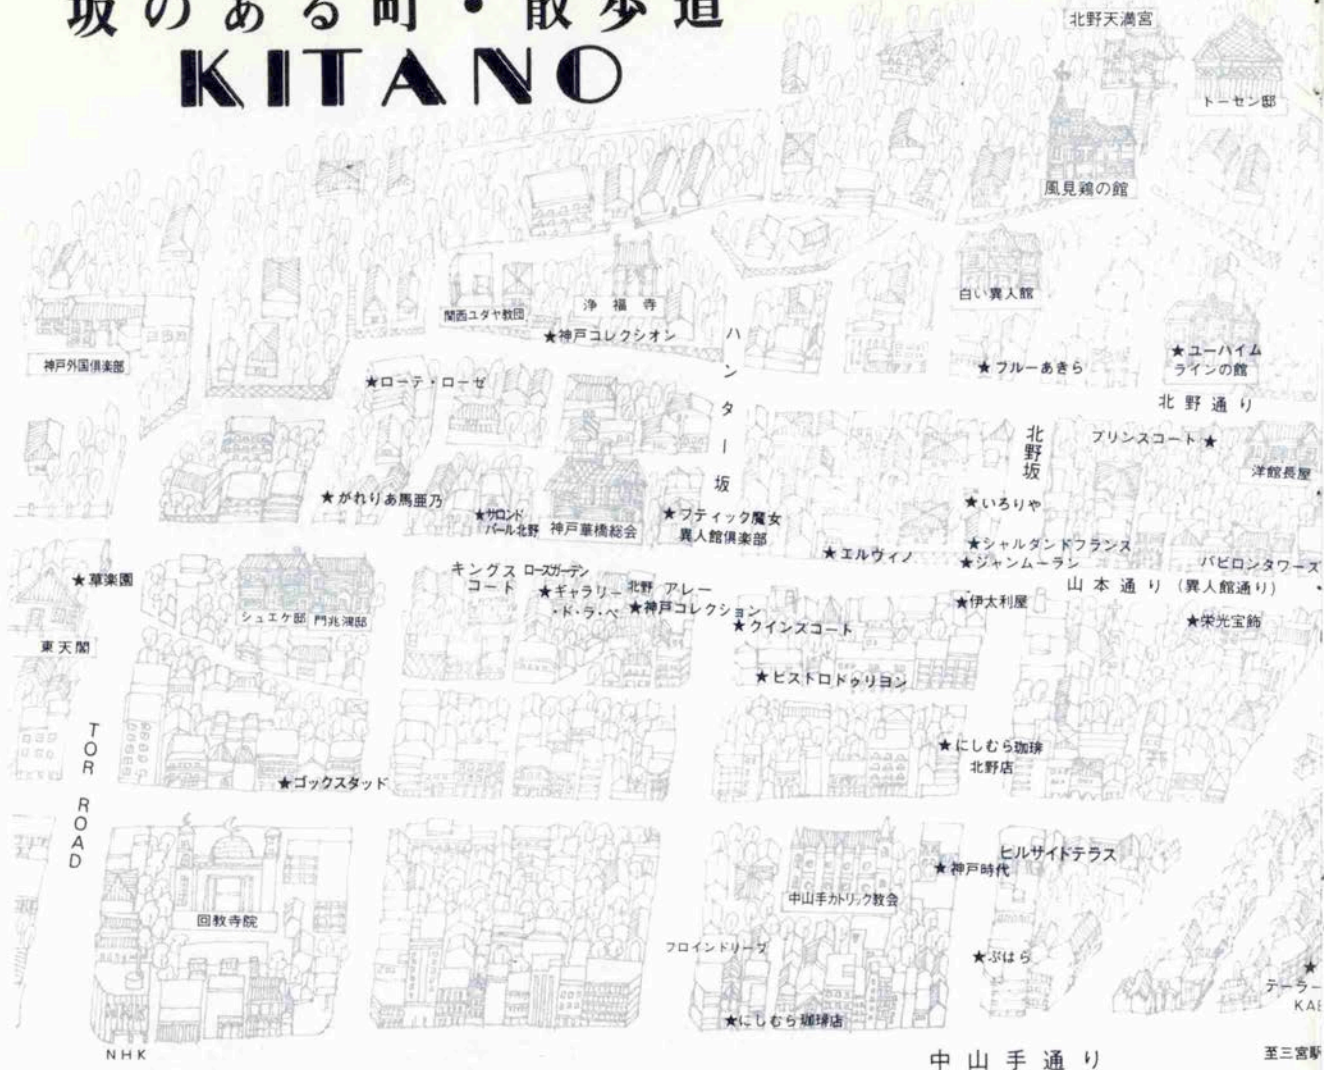 坂のある町・散歩道
KITANO
北野天満宮
トーセン邸
風見鶏の館
白い異人館
関西ユダヤ教団
浄福寺
★神戸コレクシオン
ハンター坂
神戸外国倶楽部
★ローテ・ローゼ
★ブルーあきら
★ユーハイム
ラインの館
北野通り
北野坂
プリンスコート★
洋館長屋
★がれりあ馬亜乃
★サロンド
パール北野
神戸華僑総会
★ブティック魔女
異人館倶楽部
★いろりや
★エルヴィノ
★シャルダンドフランス
★ジャンムーラン
バビロンタワーズ
山本通り(異人館通り)
★草楽園
シュエケ邸
門兆鴻邸
キングス
コート
ローズガーデン
★ギャラリー
・ド・ラ・ペ
北野アレー
★神戸コレクション
★クインズコート
★伊太利屋
★栄光宝飾
東天閣
★ビストロドゥリヨン
TOR ROAD
★ゴックスタッド
★にしむら珈琲
北野店
ヒルサイドテラス
★神戸時代
回教寺院
中山手カトリック教会
フロインドリーブ
★ぶはら
★
テーラー
★にしむら珈琲店
NHK
中山手通り
至三宮駅